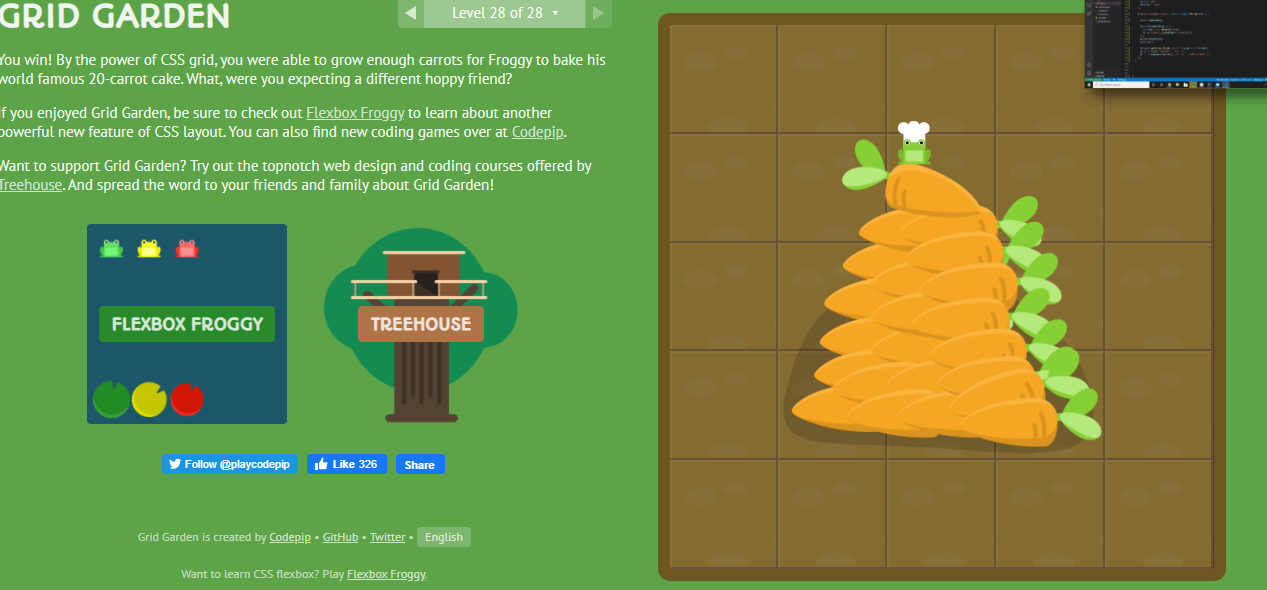 GRID GARDEN
Level 28 of 28
You win! By the power of CSS grid, you were able to grow enough carrots for Froggy to bake his
world famous 20-carrot cake. What, were you expecting a different hoppy friend?
If you enjoyed Grid Garden, be sure to check out Flexbox Froggy to learn about another
powerful new feature of CSS layout. You can also find new coding games over at Codepip.
Want to support Grid Garden? Try out the topnotch web design and coding courses offered by
Treehouse. And spread the word to your friends and family about Grid Garden!
FLEXBOX FROGGY
TREEHOUSE
Follow @playcodepip
Like 326
Share
Grid Garden is created by Codepip • GitHub • Twitter • English
Want to learn CSS flexbox? Play Flexbox Froggy.